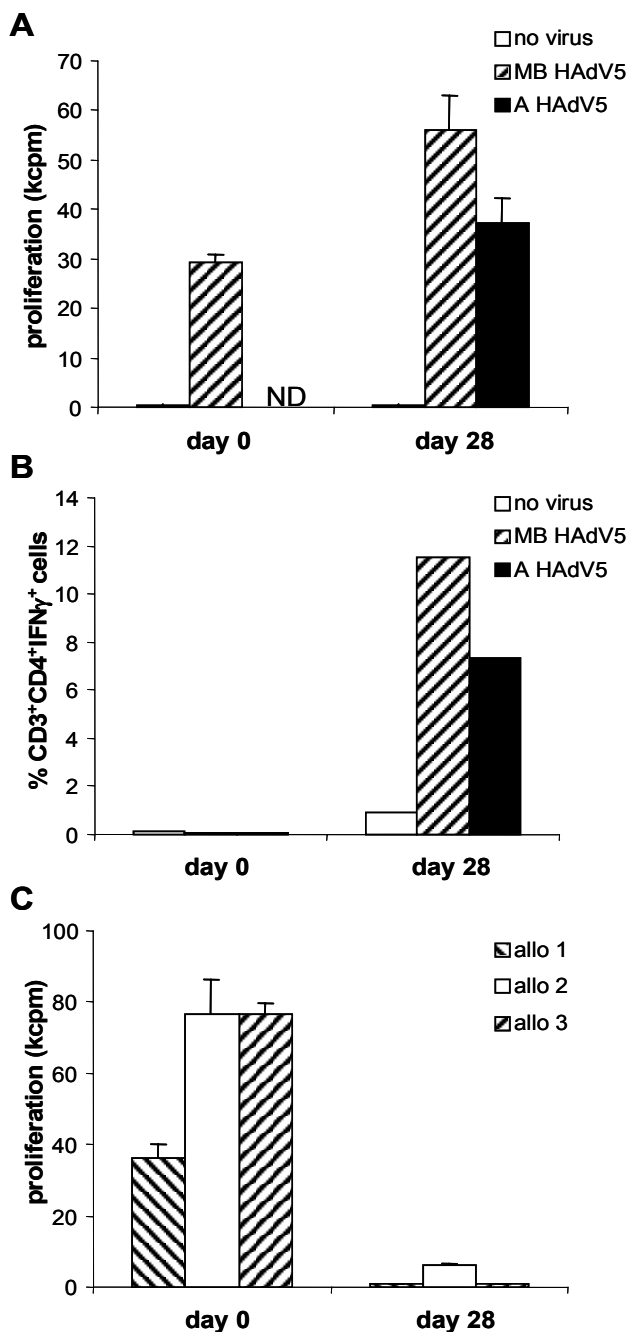 A
no virus
MB HAdV5
A HAdV5
proliferation (kcpm)
70
60
50
40
30
20
10
0
ND
day 0
day 28
B
no virus
MB HAdV5
A HAdV5
% CD3⁺CD4⁺IFNγ⁺ cells
14
12
10
8
6
4
2
0
day 0
day 28
C
allo 1
allo 2
allo 3
proliferation (kcpm)
100
80
60
40
20
0
day 0
day 28